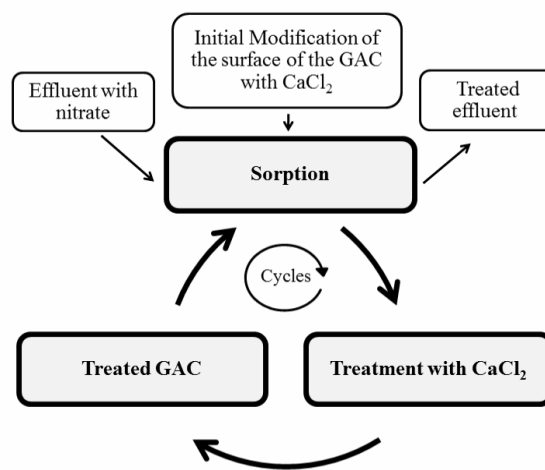 Initial Modification of
the surface of the GAC
with CaCl₂
Effluent with
nitrate
Treated
effluent
Sorption
Cycles
Treated GAC
Treatment with CaCl₂